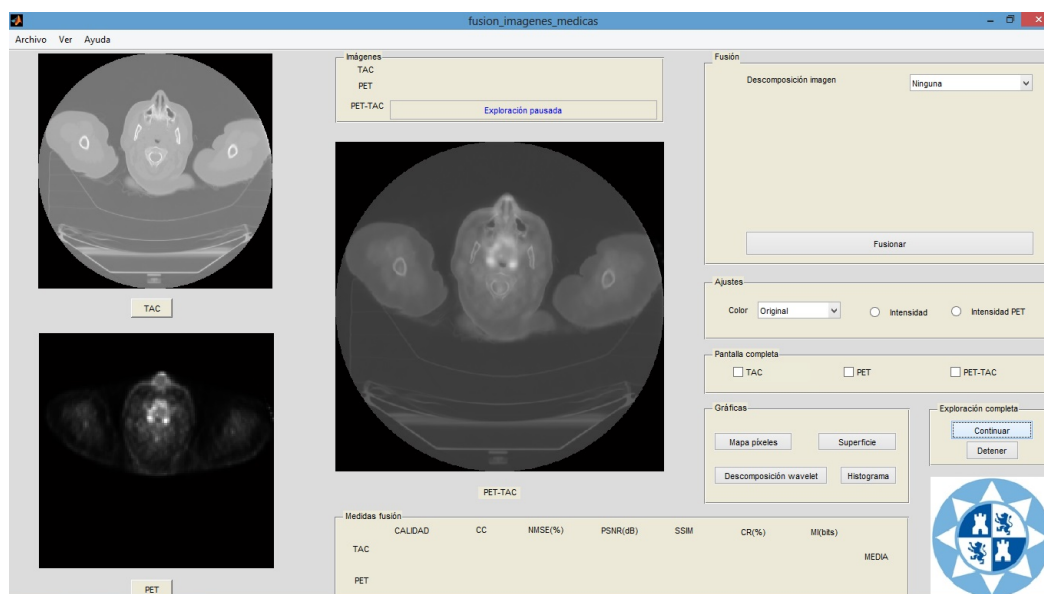 fusion_imagenes_medicas
Archivo Ver Ayuda
TAC
PET
Imágenes
TAC
PET
PET-TAC
Exploración pausada
PET-TAC
Medidas fusión
CALIDAD CC NMSE(%) PSNR(dB) SSIM CR(%) MI(bits)
TAC
MEDIA
PET
Fusión
Descomposición imagen Ninguna
Fusionar
Ajustes
Color Original Intensidad Intensidad PET
Pantalla completa
TAC PET PET-TAC
Gráficas
Mapa píxeles Superficie
Descomposición wavelet Histograma
Exploración completa
Continuar
Detener